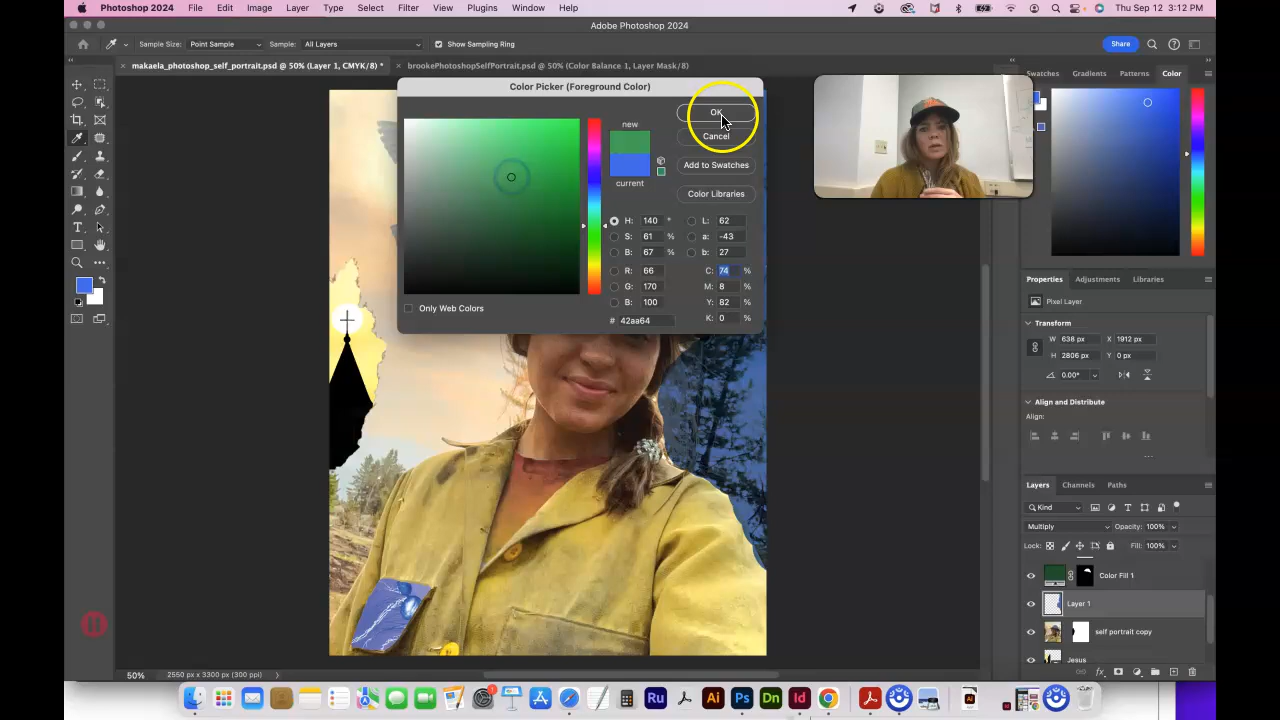 Photoshop File Edit Image Layer Type Select Filter View Plugins Window Help Thu Sep 12 3:12 PM
Adobe Photoshop 2024
Sample Size: Point Sample Sample: All Layers Show Sampling Ring Share
makaela_photoshop_self_portrait.psd @ 50% (Layer 1, CMYK/8) * brookePhotoshopSelfPortrait.psd @ 50% (Color Balance 1, Layer Mask/8)
Swatches Gradients Patterns Color
Color Picker (Foreground Color)
new
current
OK
Cancel
Add to Swatches
Color Libraries
H: 140 ° L: 62
S: 61 % a: -43
B: 67 % b: 27
R: 66 C: 74 %
G: 170 M: 8 %
B: 100 Y: 82 %
# 42aa64 K: 0 %
Only Web Colors
Properties Adjustments Libraries
Pixel Layer
Transform
W 638 px X 1912 px
H 2806 px Y 0 px
0.00°
Align and Distribute
Align:
Layers Channels Paths
Kind
Multiply Opacity: 100%
Lock: Fill: 100%
Color Fill 1
Layer 1
self portrait copy
Jesus
fx
50% 2550 px x 3300 px (300 ppi)
Ru Ai Ps Dn Id